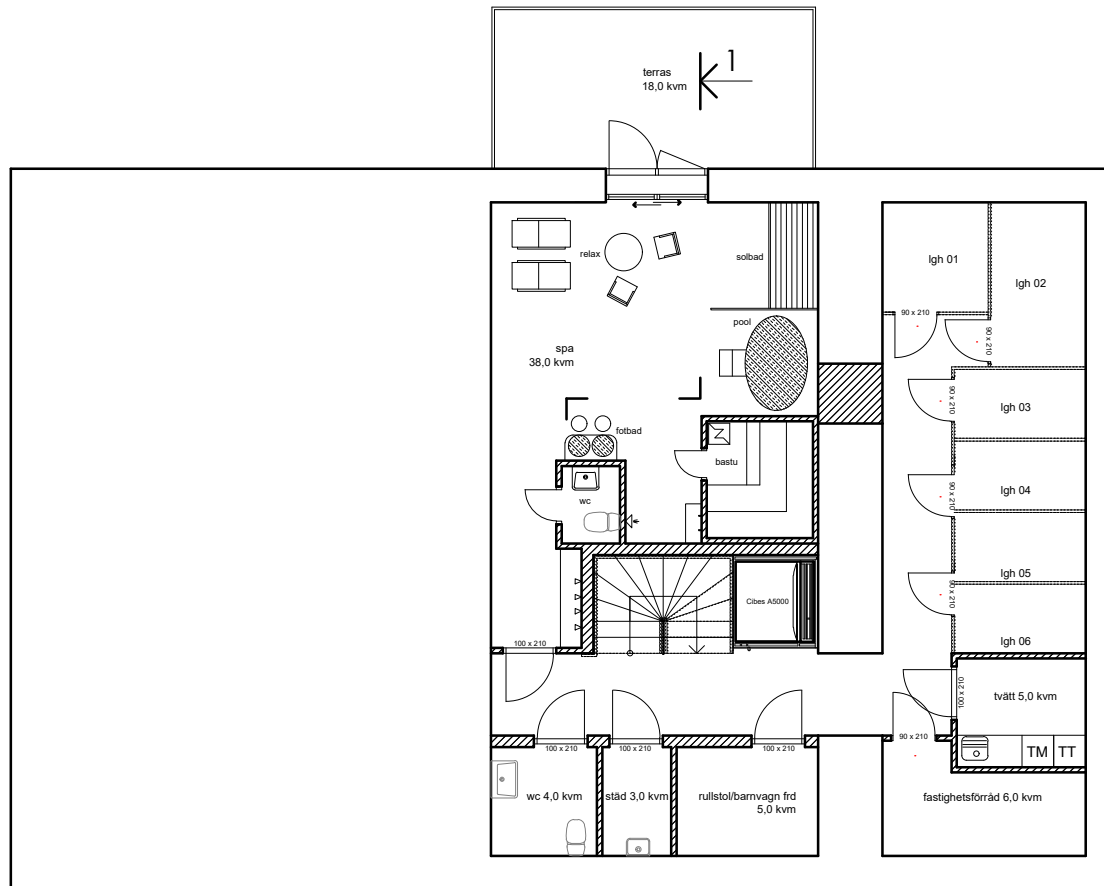 1
terras
18,0 kvm
relax
solbad
lgh 01
lgh 02
90 x 210
90 x 210
pool
spa
38,0 kvm
90 x 210
lgh 03
fotbad
bastu
wc
90 x 210
lgh 04
Cibes A5000
90 x 210
lgh 05
lgh 06
100 x 210
100 x 210
tvätt 5,0 kvm
90 x 210
100 x 210
100 x 210
100 x 210
TM
TT
wc 4,0 kvm
städ 3,0 kvm
rullstol/barnvagn frd
5,0 kvm
fastighetsförråd 6,0 kvm